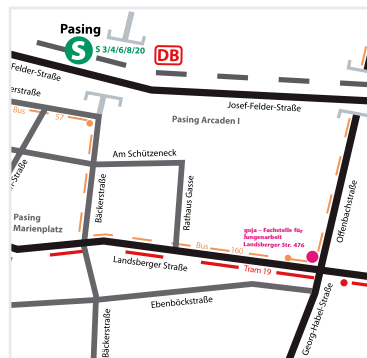 Pasing
S
S 3/4/6/8/20
DB
Felder-Straße
Josef-Felder-Straße
erstraße
Bus
57
Pasing Arcaden I
Am Schützeneck
r-Straße
Bäckerstraße
Rathaus Gasse
Offenbachstraße
Pasing
Marienplatz
guja – Fachstelle für
Jungenarbeit
Landsberger Str. 476
Bus
160
Landsberger Straße
Tram 19
Ebenböckstraße
Bäckerstraße
Georg-Habel-Straße